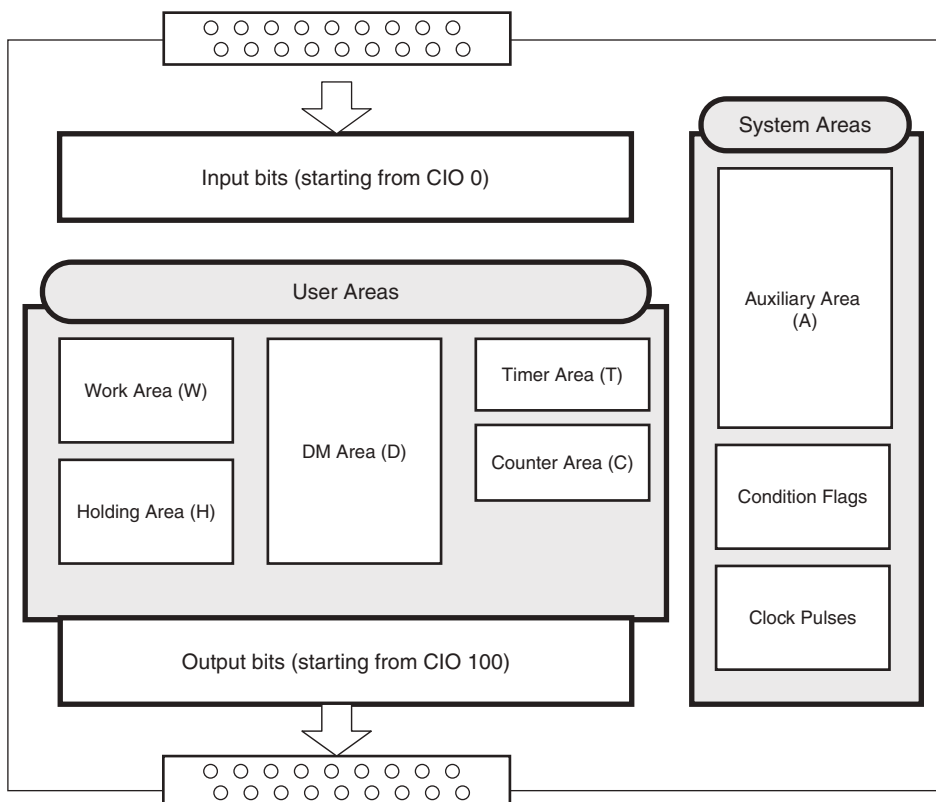 Input bits (starting from CIO 0)
User Areas
Work Area (W)
Holding Area (H)
DM Area (D)
Timer Area (T)
Counter Area (C)
Output bits (starting from CIO 100)
System Areas
Auxiliary Area
(A)
Condition Flags
Clock Pulses